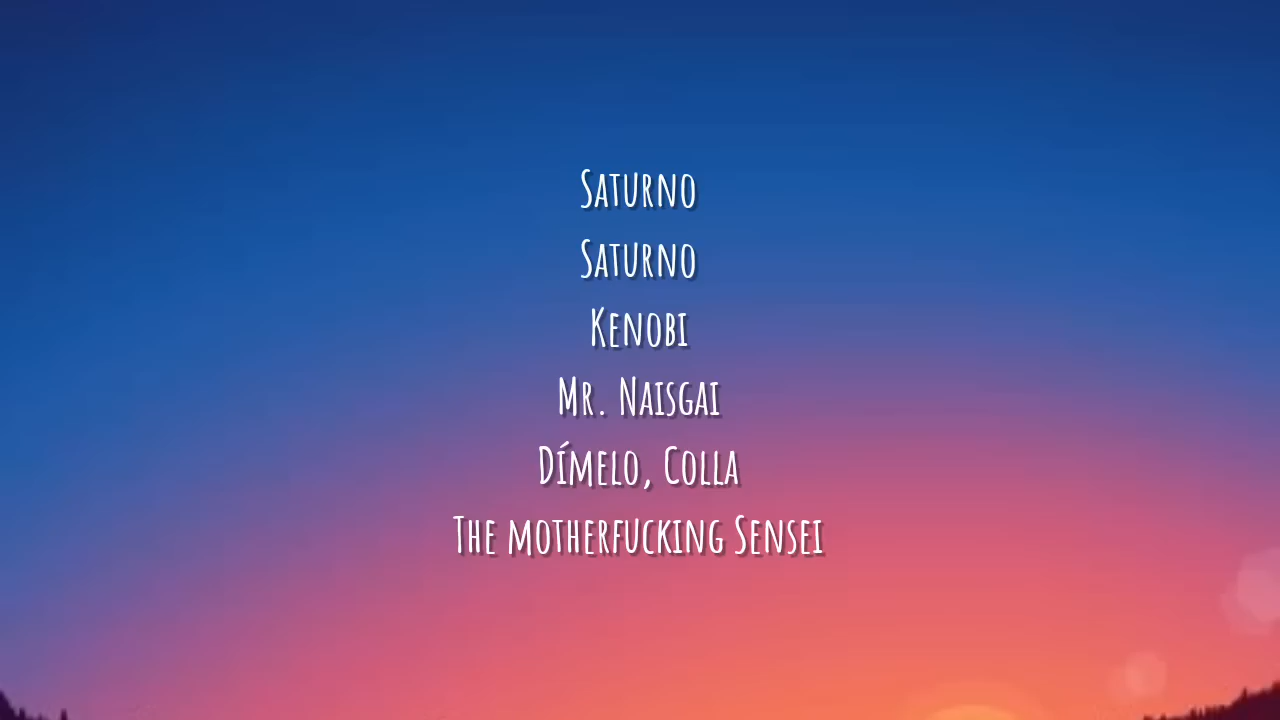 Saturno
Saturno
Kenobi
Mr. Naisgai
Dímelo, Colla
The motherfucking Sensei